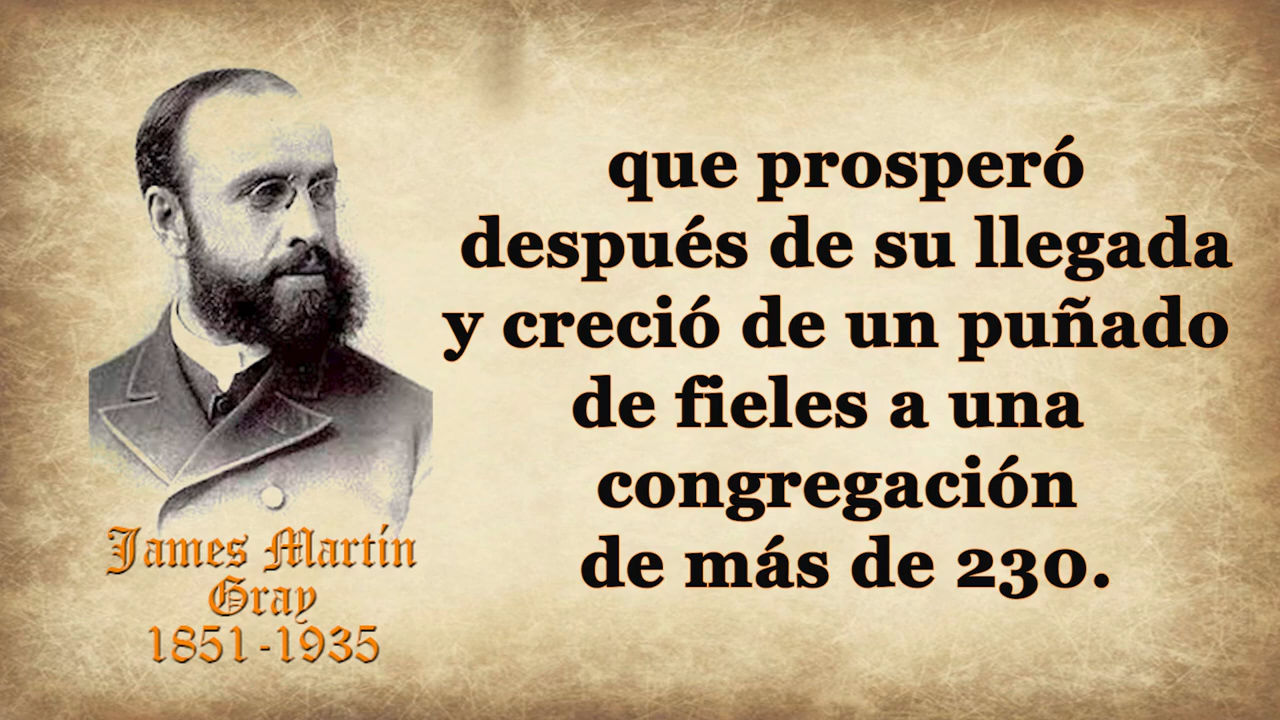 que prosperó
después de su llegada
y creció de un puñado
de fieles a una
congregación
de más de 230.
James Martín
Gray
1851-1935